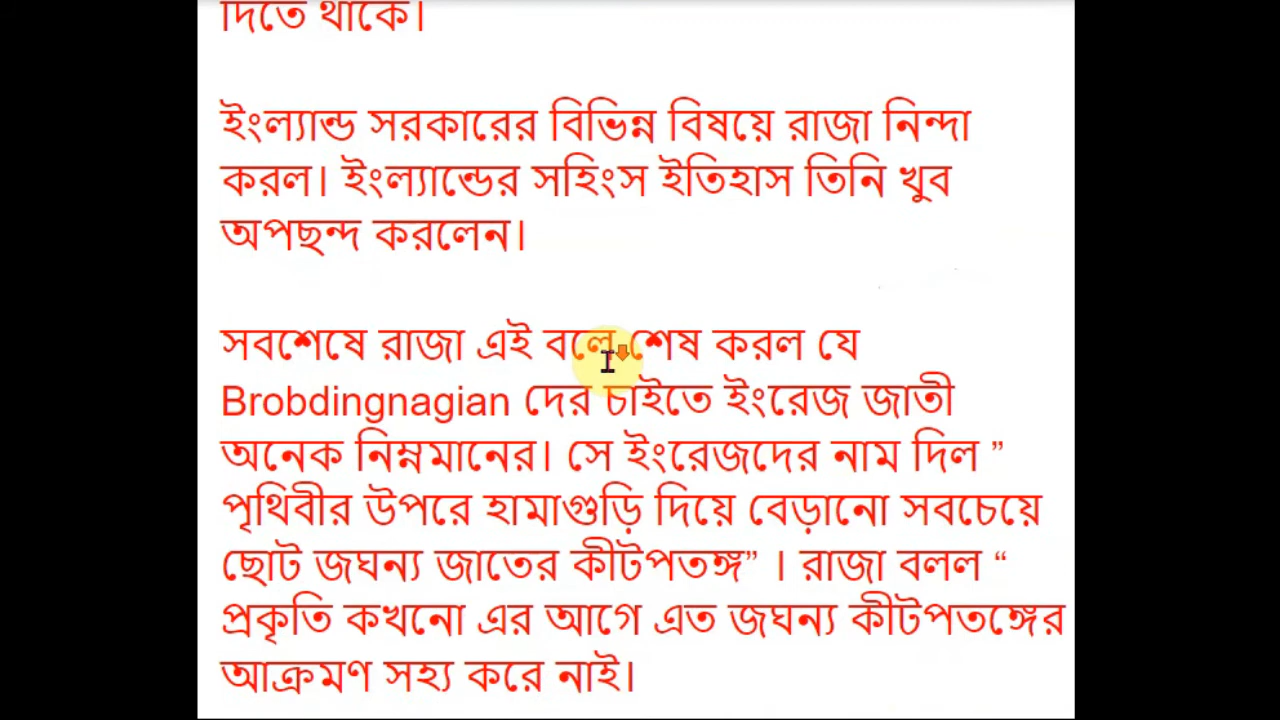 দিতে থাকে।
ইংল্যান্ড সরকারের বিভিন্ন বিষয়ে রাজা নিন্দা
করল। ইংল্যান্ডের সহিংস ইতিহাস তিনি খুব
অপছন্দ করলেন।
সবশেষে রাজা এই বলে শেষ করল যে
Brobdingnagian দের চাইতে ইংরেজ জাতী
অনেক নিম্নমানের। সে ইংরেজদের নাম দিল ”
পৃথিবীর উপরে হামাগুড়ি দিয়ে বেড়ানো সবচেয়ে
ছোট জঘন্য জাতের কীটপতঙ্গ” । রাজা বলল “
প্রকৃতি কখনো এর আগে এত জঘন্য কীটপতঙ্গের
আক্রমণ সহ্য করে নাই।